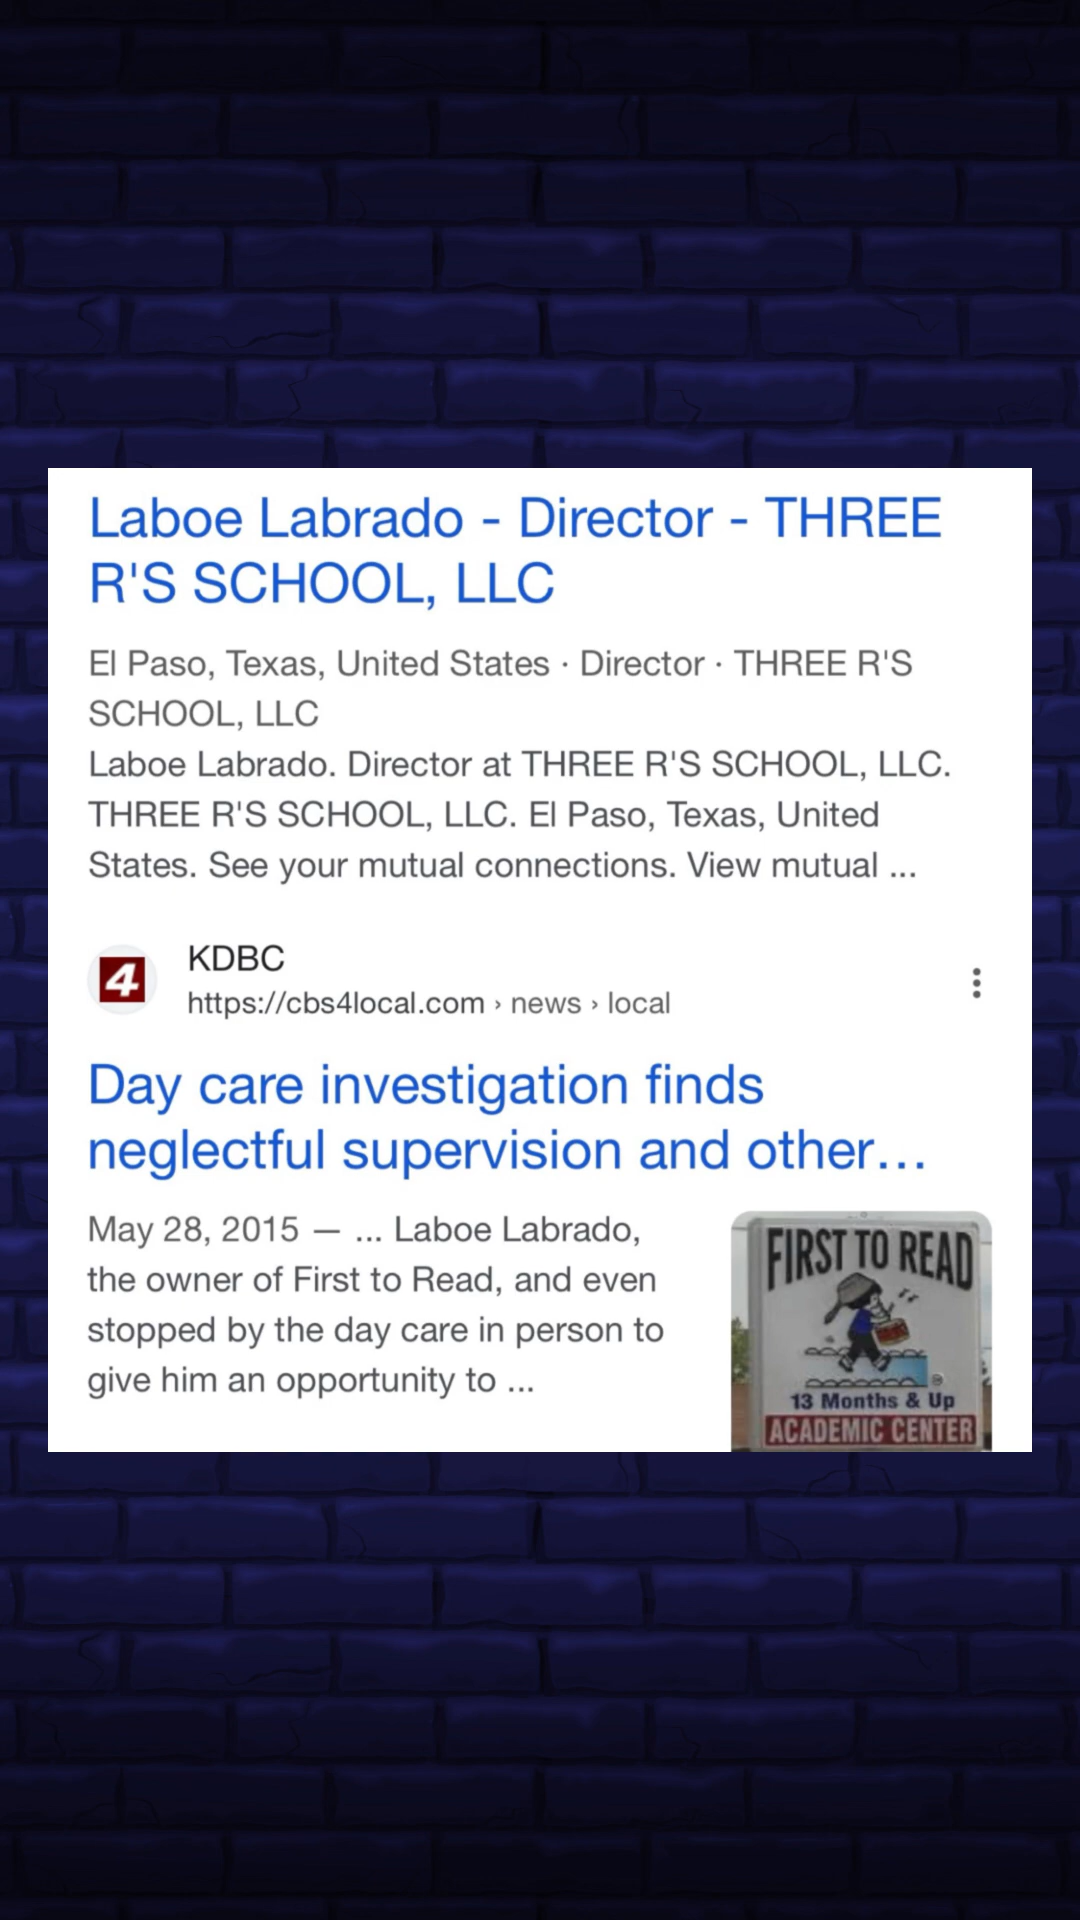 Laboe Labrado - Director - THREE
R'S SCHOOL, LLC
El Paso, Texas, United States · Director · THREE R'S
SCHOOL, LLC
Laboe Labrado. Director at THREE R'S SCHOOL, LLC.
THREE R'S SCHOOL, LLC. El Paso, Texas, United
States. See your mutual connections. View mutual ...
4
KDBC
https://cbs4local.com › news › local
Day care investigation finds
neglectful supervision and other...
May 28, 2015 — ... Laboe Labrado,
the owner of First to Read, and even
stopped by the day care in person to
give him an opportunity to ...
FIRST TO READ
13 Months & Up
ACADEMIC CENTER